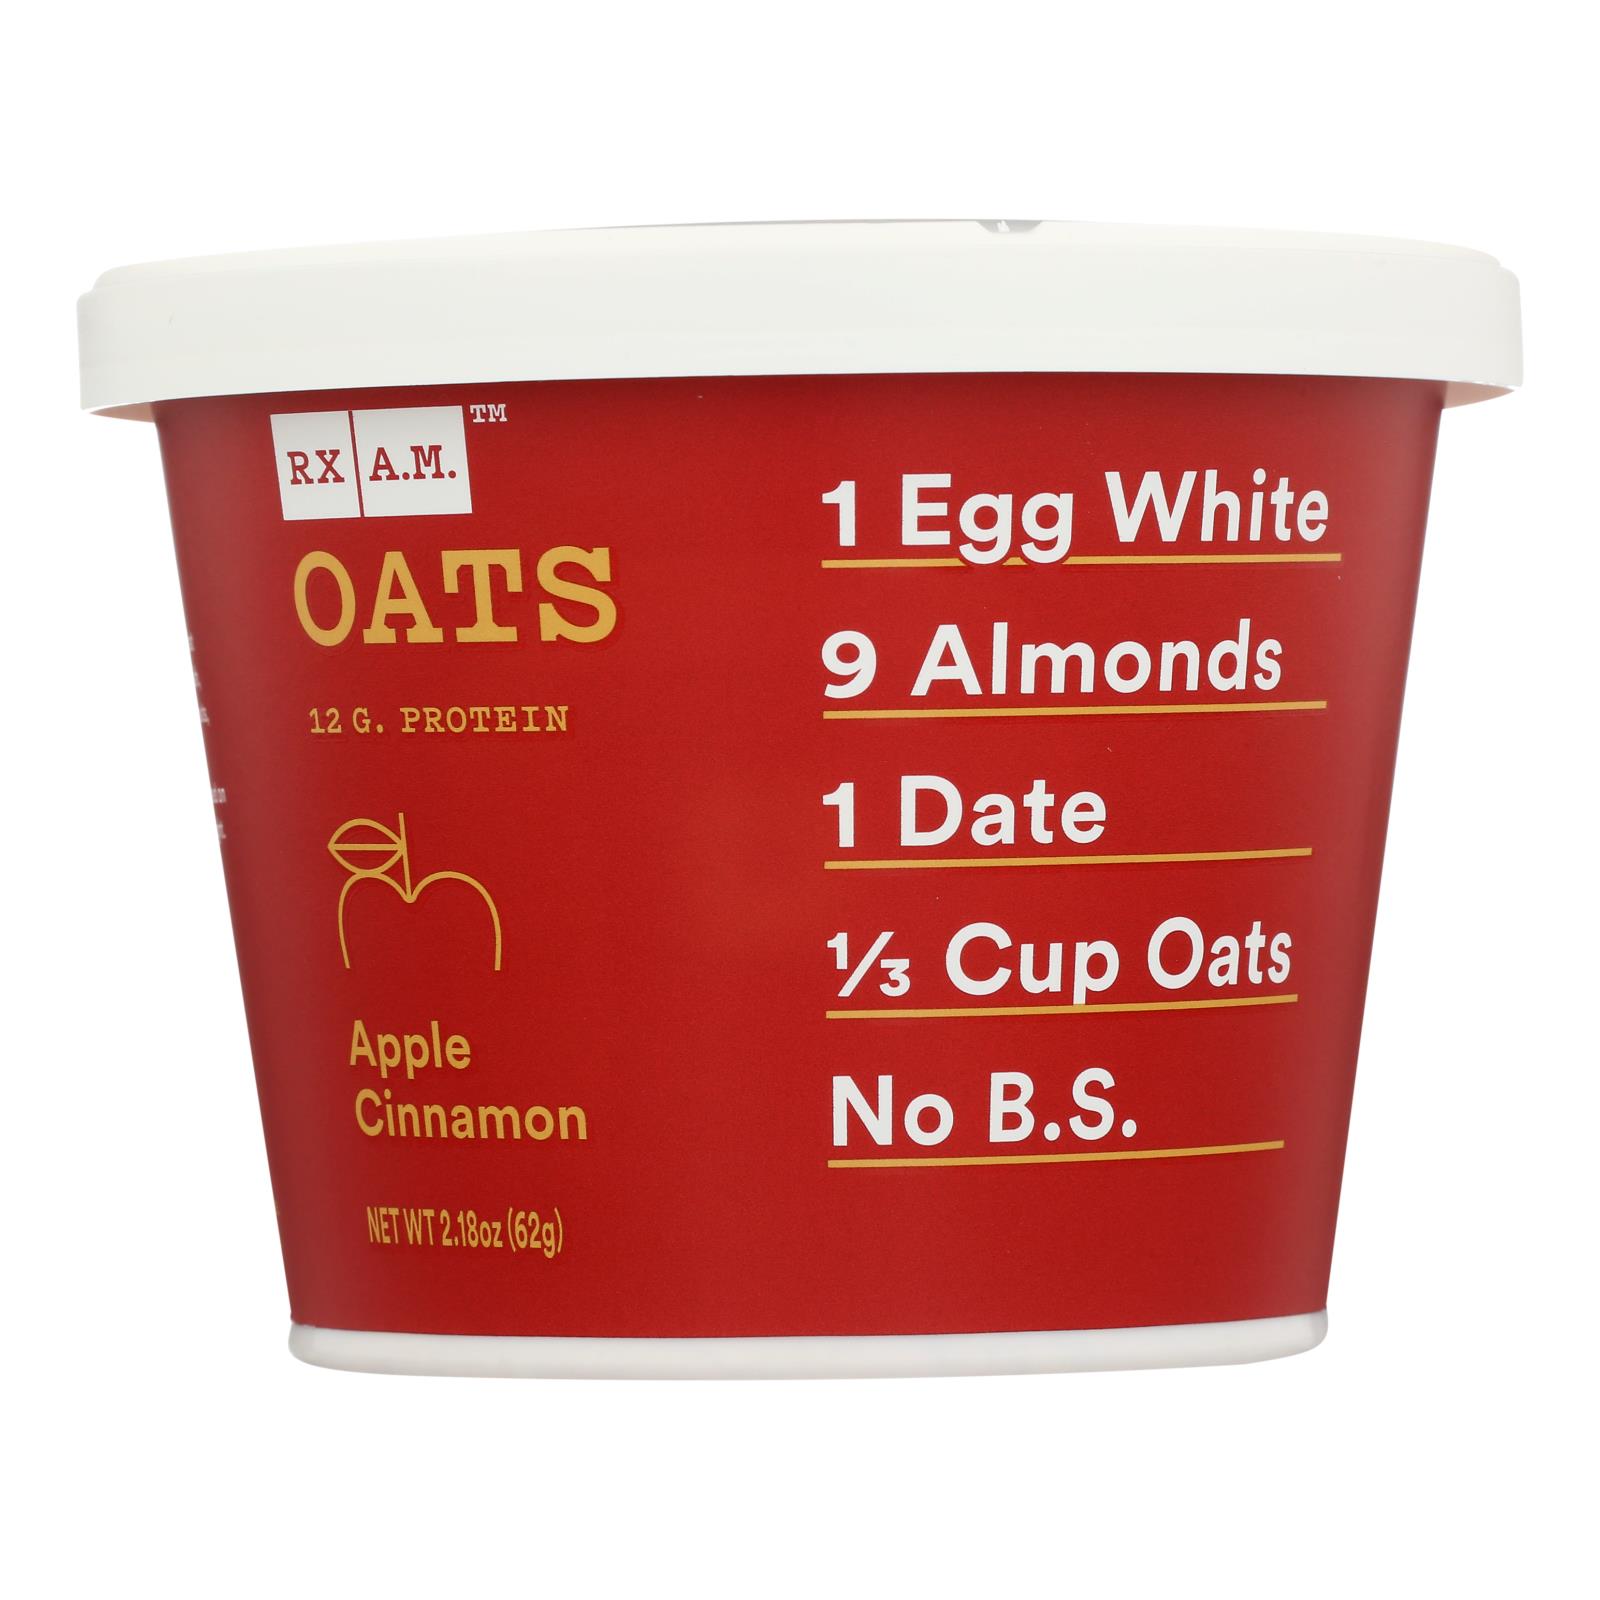 RX A.M.™
OATS
12 G. PROTEIN
Apple
Cinnamon
NET WT 2.18oz (62g)
1 Egg White
9 Almonds
1 Date
⅓ Cup Oats
No B.S.